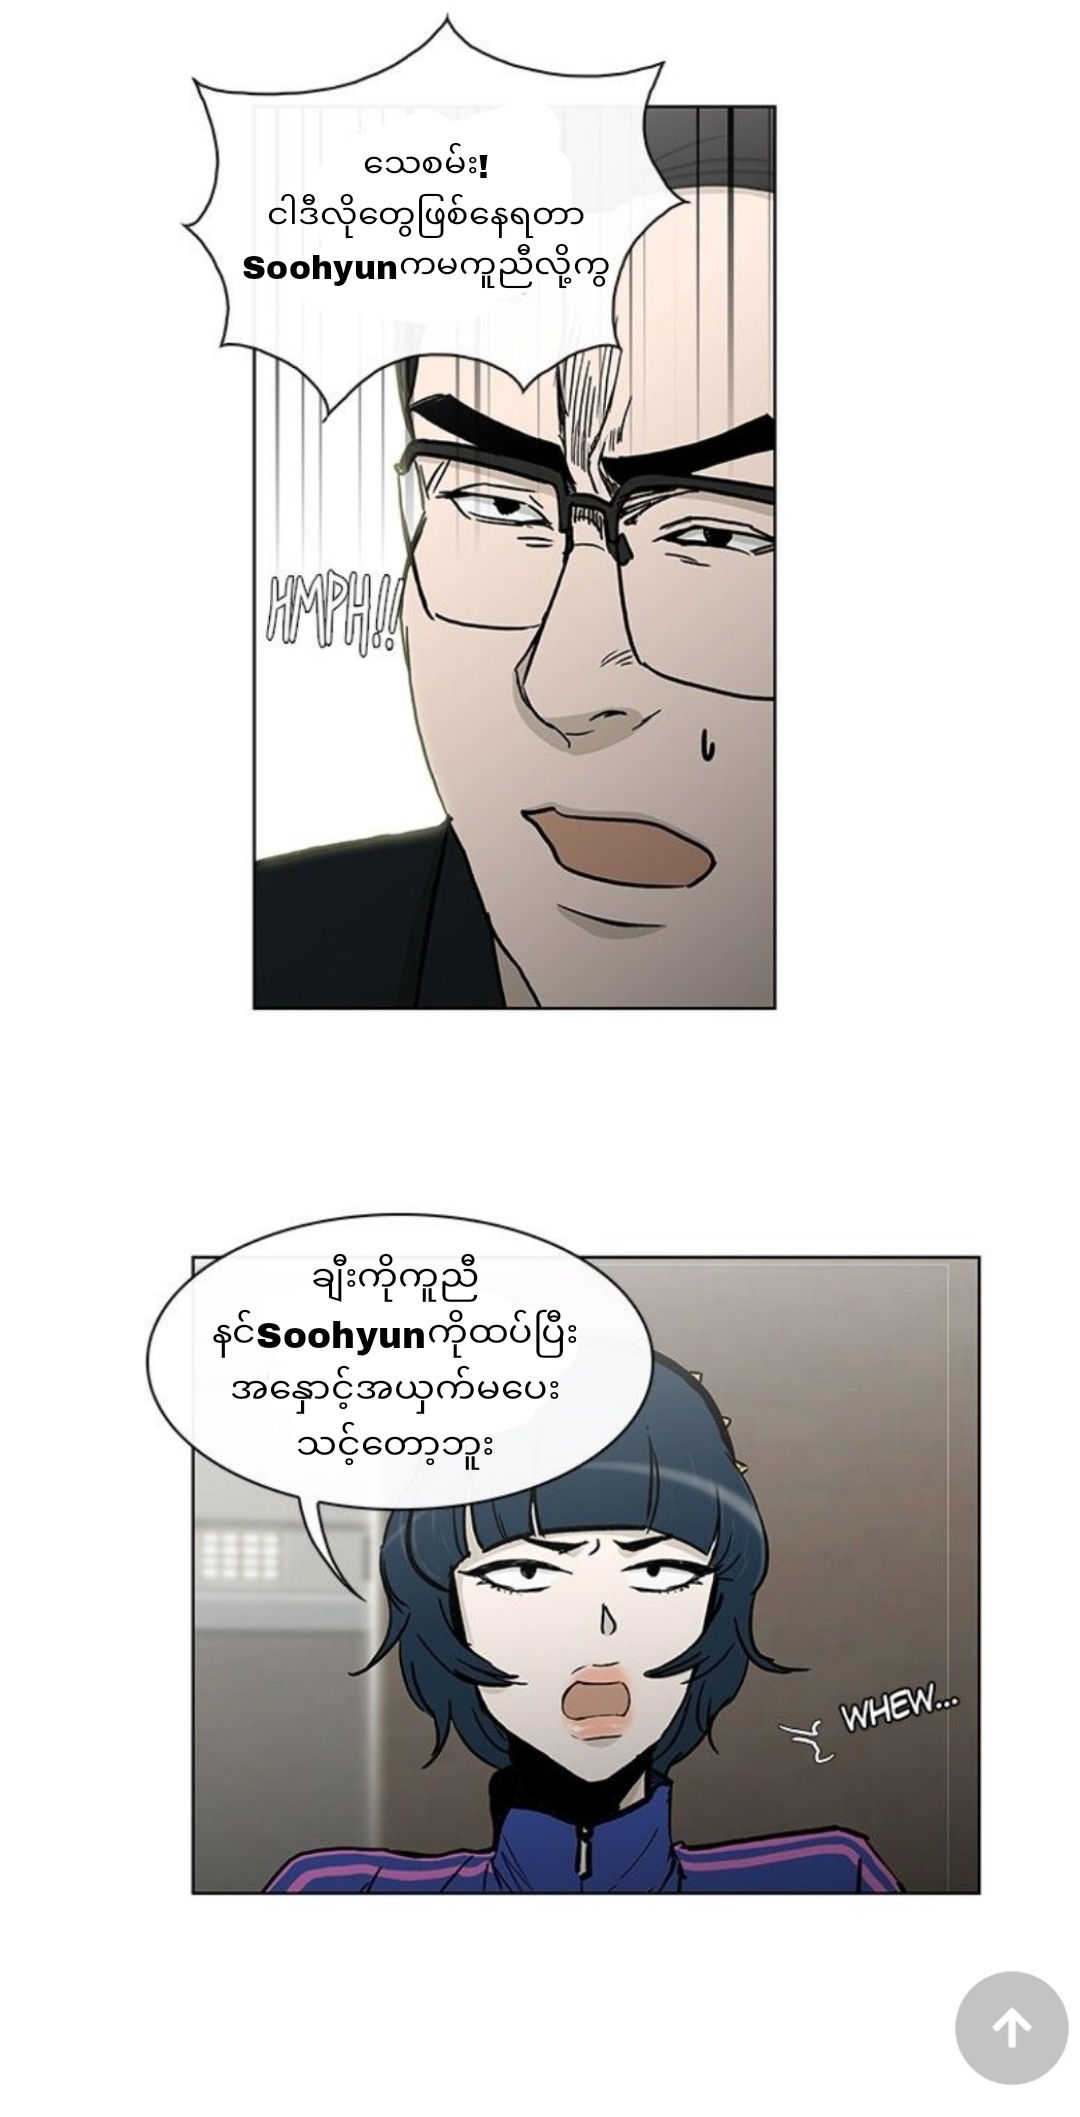 သေစမ်း!
ငါဒီလိုတွေဖြစ်နေရတာ
Soohyunကမကူညီလို့ကွ
HMPH!!!
ချီးကိုကူညီ
နင်Soohyunကိုထပ်ပြီး
အနှောင့်အယှက်မပေး
သင့်တော့ဘူး
WHEW...